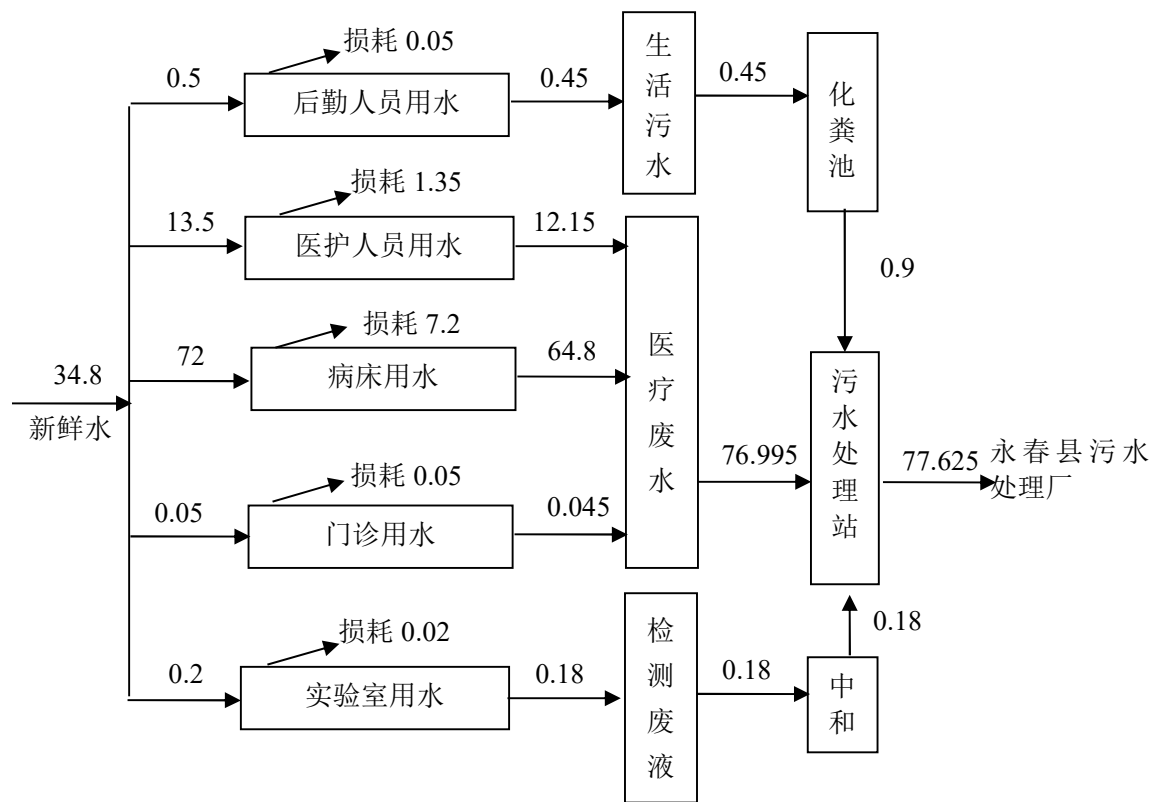 损耗 0.05
0.5
后勤人员用水
0.45
生活污水
0.45
化粪池
损耗 1.35
13.5
医护人员用水
12.15
0.9
损耗 7.2
72
病床用水
64.8
医疗废水
污水处理站
34.8
新鲜水
76.995
77.625
永春县污水
处理厂
损耗 0.05
0.05
门诊用水
0.045
0.18
损耗 0.02
0.2
实验室用水
0.18
检测废液
0.18
中和